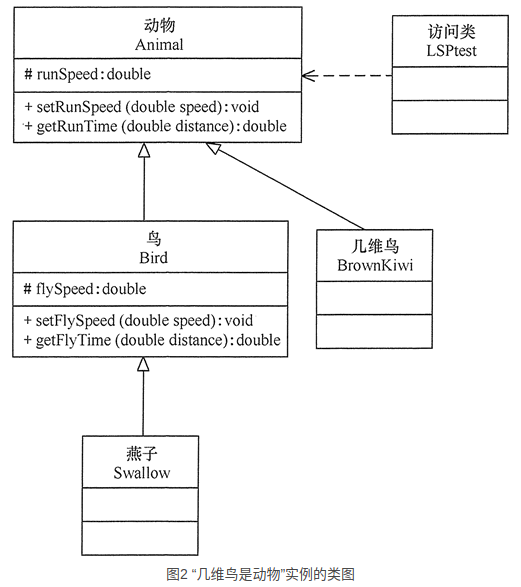 动物
Animal
# runSpeed:double
+ setRunSpeed (double speed):void
+ getRunTime (double distance):double
访问类
LSPtest
鸟
Bird
# flySpeed:double
+ setFlySpeed (double speed):void
+ getFlyTime (double distance):double
几维鸟
BrownKiwi
燕子
Swallow
图2 “几维鸟是动物”实例的类图